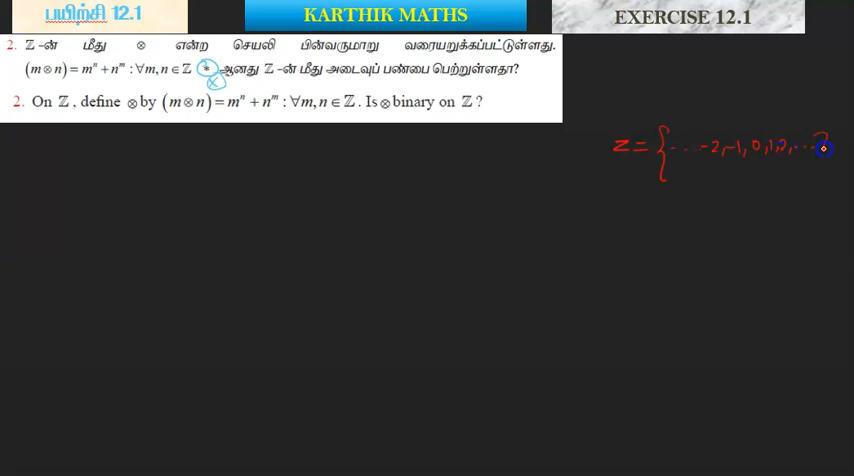 பயிற்சி 12.1
KARTHIK MATHS
EXERCISE 12.1
2. ℤ-ன் மீது ⊗ என்ற செயலி பின்வருமாறு வரையறுக்கப்பட்டுள்ளது.
(m⊗n) = mⁿ + nᵐ : ∀m, n ∈ ℤ * ஆனது ℤ-ன் மீது அடைவுப் பண்பை பெற்றுள்ளதா?
X
2. On ℤ, define ⊗ by (m⊗n) = mⁿ + nᵐ : ∀m, n ∈ ℤ. Is ⊗ binary on ℤ?
Z = { ... -2, -1, 0, 1, 2, ... }